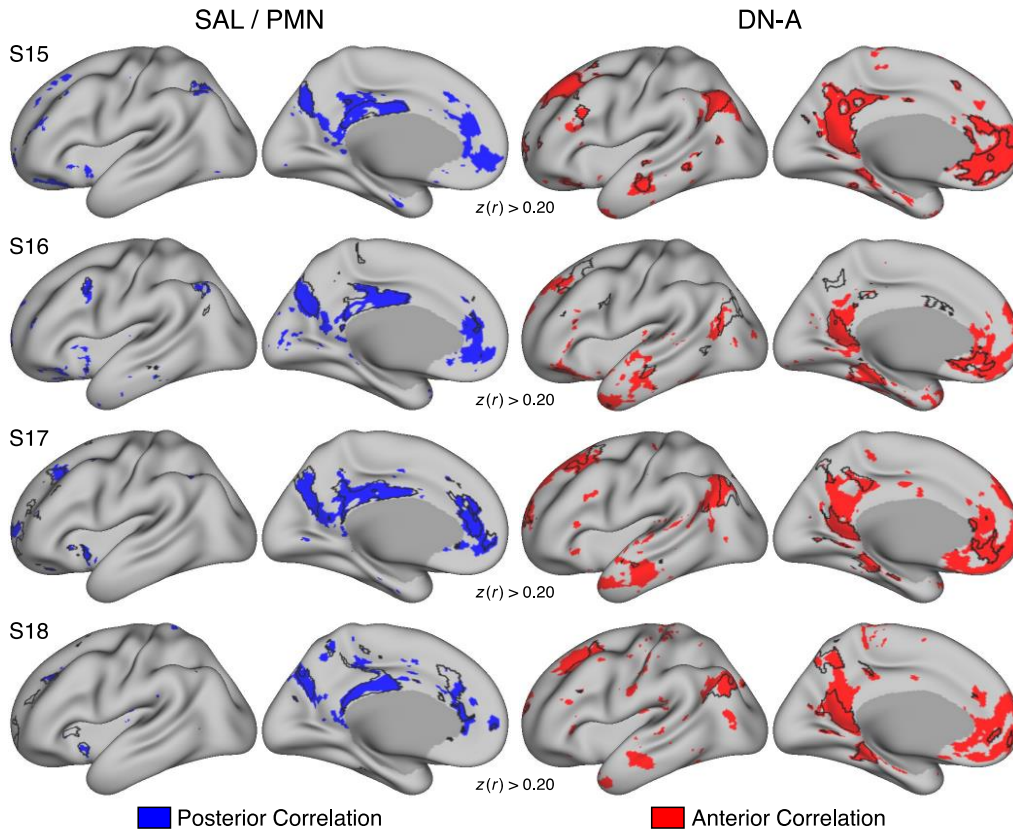 SAL / PMN
DN-A
S15
z(r) > 0.20
S16
z(r) > 0.20
S17
z(r) > 0.20
S18
z(r) > 0.20
Posterior Correlation
Anterior Correlation